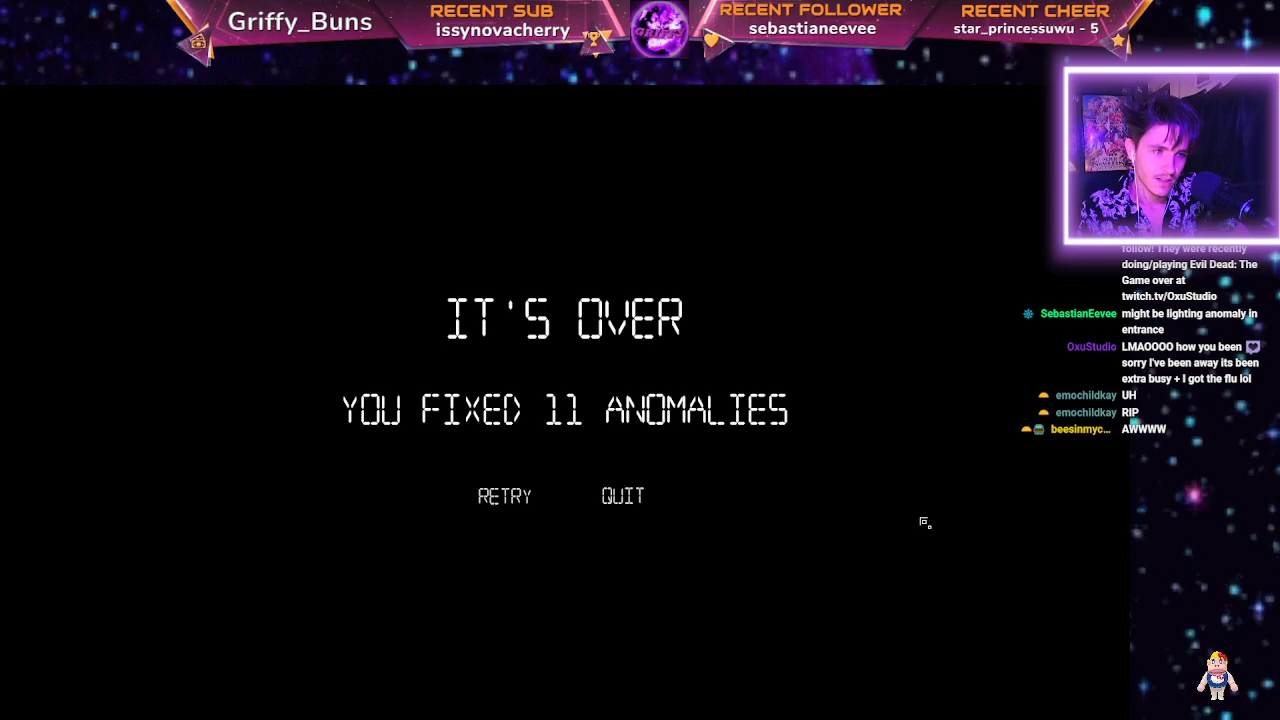 Griffy_Buns
RECENT SUB
issynovacherry
RECENT FOLLOWER
sebastianeevee
RECENT CHEER
star_princessuwu - 5
follow! They were recently
doing/playing Evil Dead: The
Game over at
twitch.tv/OxuStudio
SebastianEevee might be lighting anomaly in
entrance
OxuStudio LMAOOOO how you been
sorry I've been away its been
extra busy + I got the flu lol
emochildkay UH
emochildkay RIP
beesinmyc... AWWWW
IT'S OVER
YOU FIXED 11 ANOMALIES
RETRY QUIT